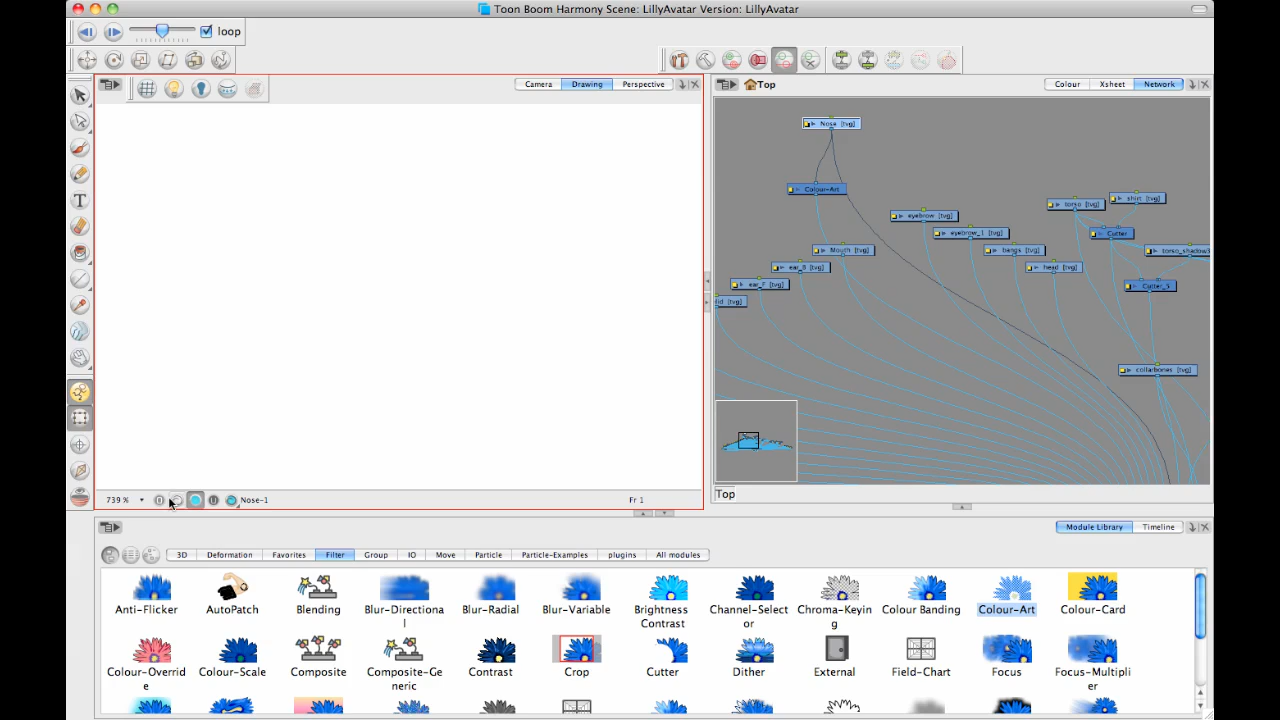 Toon Boom Harmony Scene: LillyAvatar Version: LillyAvatar
loop
Camera Drawing Perspective
Top
Colour Xsheet Network
Nose [tvg]
Colour-Art
shirt [tvg]
torso [tvg]
eyebrow [tvg]
eyebrow_1 [tvg]
Cutter
Mouth [tvg]
bangs [tvg]
torso_shadow
ear_8 [tvg]
head [tvg]
ear_7 [tvg]
Cutter_5
lid [tvg]
collarbones [tvg]
T
739 %
Nose-1
Fr 1
Top
Module Library Timeline
3D Deformation Favorites Filter Group IO Move Particle Particle-Examples plugins All modules
Anti-Flicker AutoPatch Blending Blur-Directiona Blur-Radial Blur-Variable Brightness Channel-Select Chroma-Keyin Colour Banding Colour-Art Colour-Card
l Contrast or g
Colour-Overrid Colour-Scale Composite Composite-Ge Contrast Crop Cutter Dither External Field-Chart Focus Focus-Multipli
e neric er